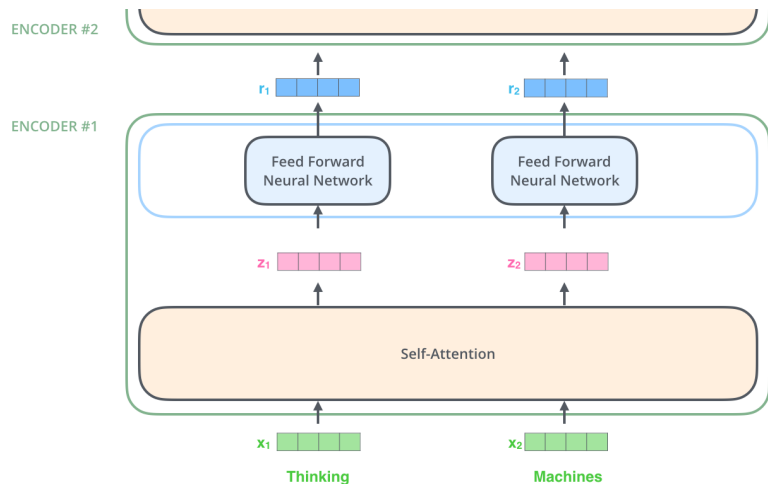 ENCODER #2
r₁
r₂
ENCODER #1
Feed Forward
Neural Network
Feed Forward
Neural Network
z₁
z₂
Self-Attention
x₁
x₂
Thinking
Machines